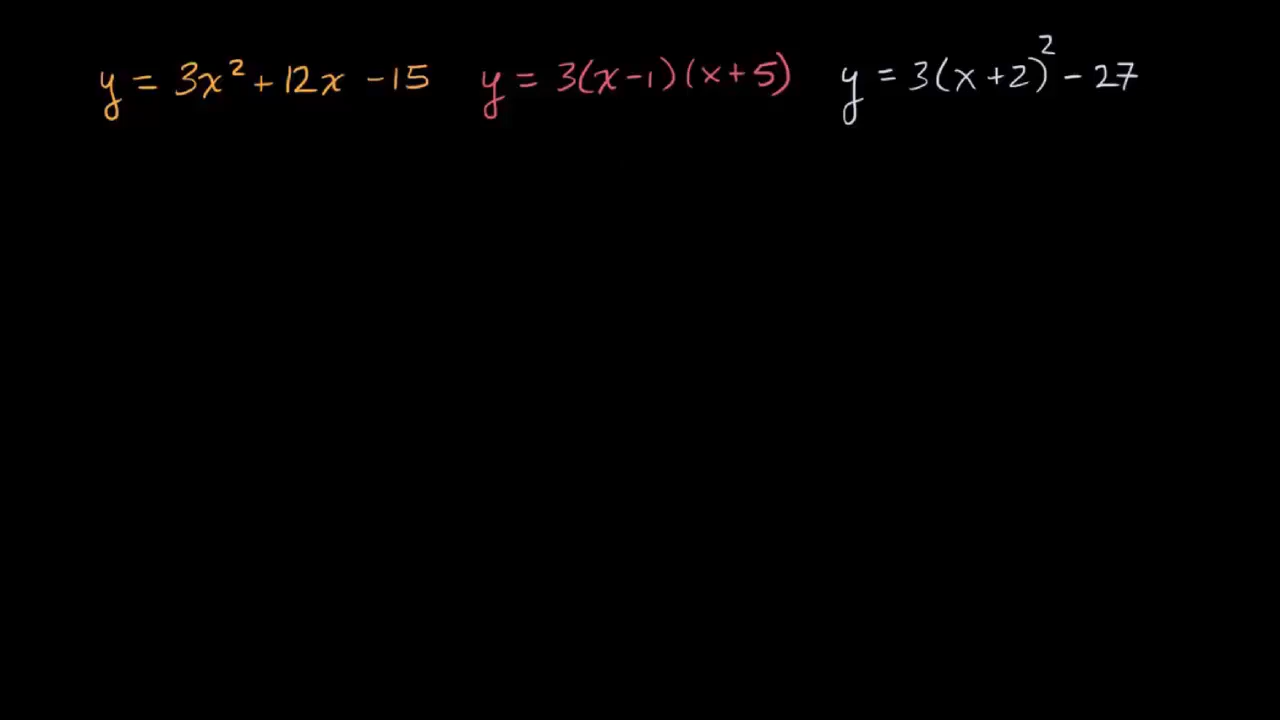 y = 3x² + 12x - 15 y = 3(x-1)(x+5) y = 3(x+2)² - 27